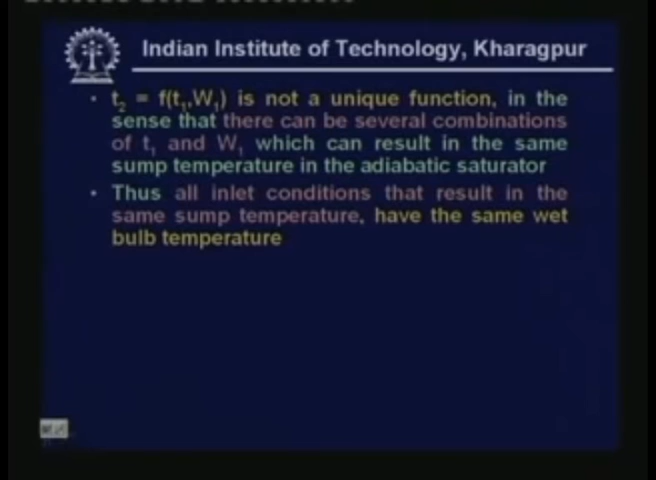 Indian Institute of Technology, Kharagpur
• t₂ = f(t₁,W₁) is not a unique function, in the
sense that there can be several combinations
of t₁ and W₁ which can result in the same
sump temperature in the adiabatic saturator
• Thus all inlet conditions that result in the
same sump temperature, have the same wet
bulb temperature